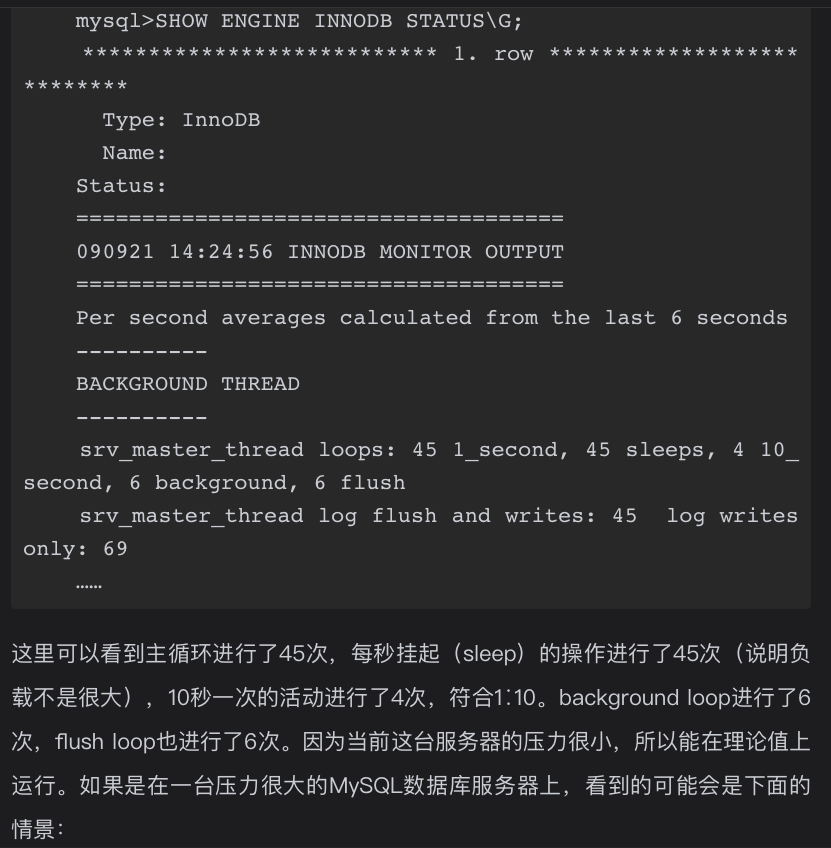 mysql>SHOW ENGINE INNODB STATUS\G;
*************************** 1. row *******************
********
Type: InnoDB
Name:
Status:
=====================================
090921 14:24:56 INNODB MONITOR OUTPUT
=====================================
Per second averages calculated from the last 6 seconds
----------
BACKGROUND THREAD
----------
srv_master_thread loops: 45 1_second, 45 sleeps, 4 10_
second, 6 background, 6 flush
srv_master_thread log flush and writes: 45  log writes
only: 69
……
这里可以看到主循环进行了45次，每秒挂起（sleep）的操作进行了45次（说明负
载不是很大），10秒一次的活动进行了4次，符合1∶10。background loop进行了6
次，flush loop也进行了6次。因为当前这台服务器的压力很小，所以能在理论值上
运行。如果是在一台压力很大的MySQL数据库服务器上，看到的可能会是下面的
情景：